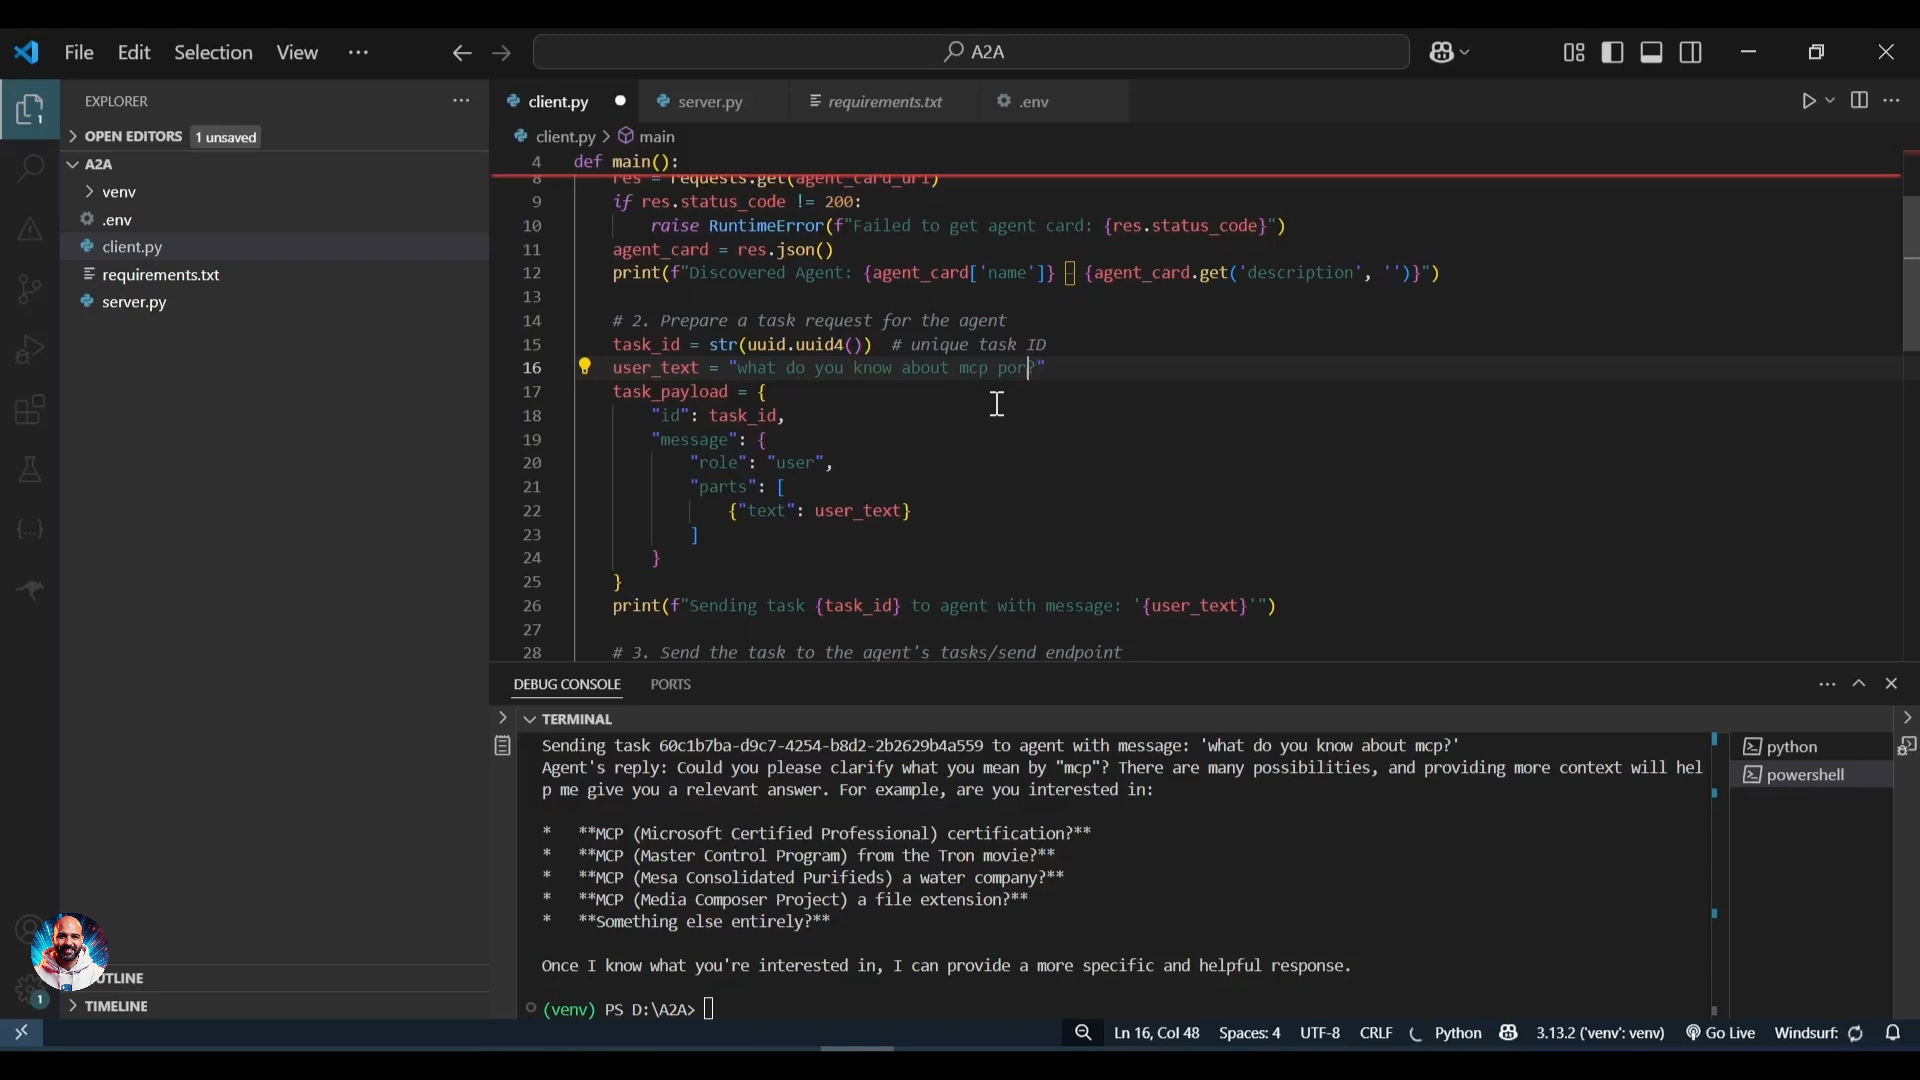 File Edit Selection View ···
A2A
EXPLORER
OPEN EDITORS 1 unsaved
A2A
venv
.env
client.py
requirements.txt
server.py
OUTLINE
TIMELINE
1
1
client.py
server.py
requirements.txt
.env
client.py > main
4 def main():
8 res = requests.get(agent_card_url)
9 if res.status_code != 200:
10 raise RuntimeError(f"Failed to get agent card: {res.status_code}")
11 agent_card = res.json()
12 print(f"Discovered Agent: {agent_card['name']} – {agent_card.get('description', '')}")
13
14 # 2. Prepare a task request for the agent
15 task_id = str(uuid.uuid4())  # unique task ID
16 user_text = "what do you know about mcp por?"
17 task_payload = {
18 "id": task_id,
19 "message": {
20 "role": "user",
21 "parts": [
22 {"text": user_text}
23 ]
24 }
25 }
26 print(f"Sending task {task_id} to agent with message: '{user_text}'")
27
28 # 3. Send the task to the agent's tasks/send endpoint
DEBUG CONSOLE PORTS
TERMINAL
Sending task 60c1b7ba-d9c7-4254-b8d2-2b2629b4a559 to agent with message: 'what do you know about mcp?'
Agent's reply: Could you please clarify what you mean by "mcp"? There are many possibilities, and providing more context will hel
p me give you a relevant answer. For example, are you interested in:
* **MCP (Microsoft Certified Professional) certification?**
* **MCP (Master Control Program) from the Tron movie?**
* **MCP (Mesa Consolidated Purifieds) a water company?**
* **MCP (Media Composer Project) a file extension?**
* **Something else entirely?**
Once I know what you're interested in, I can provide a more specific and helpful response.
(venv) PS D:\A2A>
python
powershell
Ln 16, Col 48 Spaces: 4 UTF-8 CRLF Python 3.13.2 ('venv': venv) Go Live Windsurf: